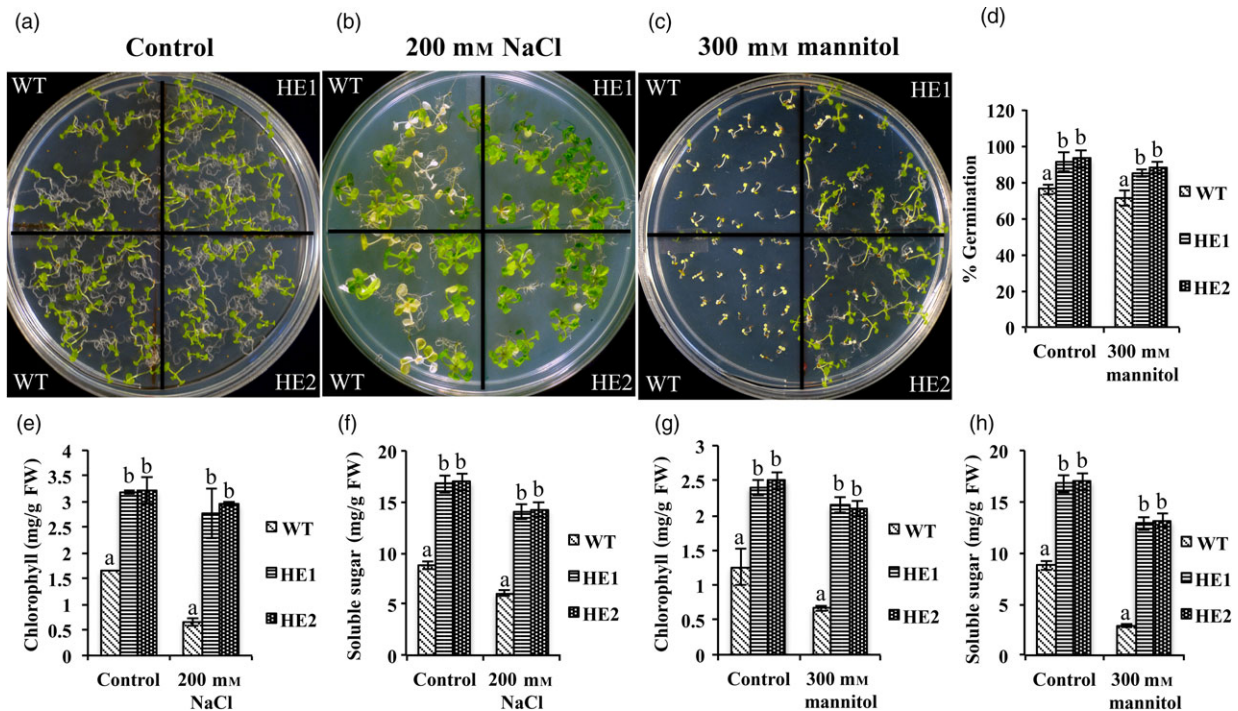 (a)
Control
WT
HE1
WT
HE2
(b)
200 mM NaCl
WT
HE1
WT
HE2
(c)
300 mM mannitol
WT
HE1
WT
HE2
(d)
% Germination
120
100
80
60
40
20
0
a
b
b
a
b
b
Control
300 mM
mannitol
WT
HE1
HE2
(e)
Chlorophyll (mg/g FW)
4
3.5
3
2.5
2
1.5
1
0.5
0
a
b
b
a
b
b
Control
200 mM
NaCl
WT
HE1
HE2
(f)
Soluble sugar (mg/g FW)
20
15
10
5
0
a
b
b
a
b
b
Control
200 mM
NaCl
WT
HE1
HE2
(g)
Chlorophyll (mg/g FW)
3
2.5
2
1.5
1
0.5
0
a
b
b
a
b
b
Control
300 mM
mannitol
WT
HE1
HE2
(h)
Soluble sugar (mg/g FW)
20
15
10
5
0
a
b
b
a
b
b
Control
300 mM
mannitol
WT
HE1
HE2